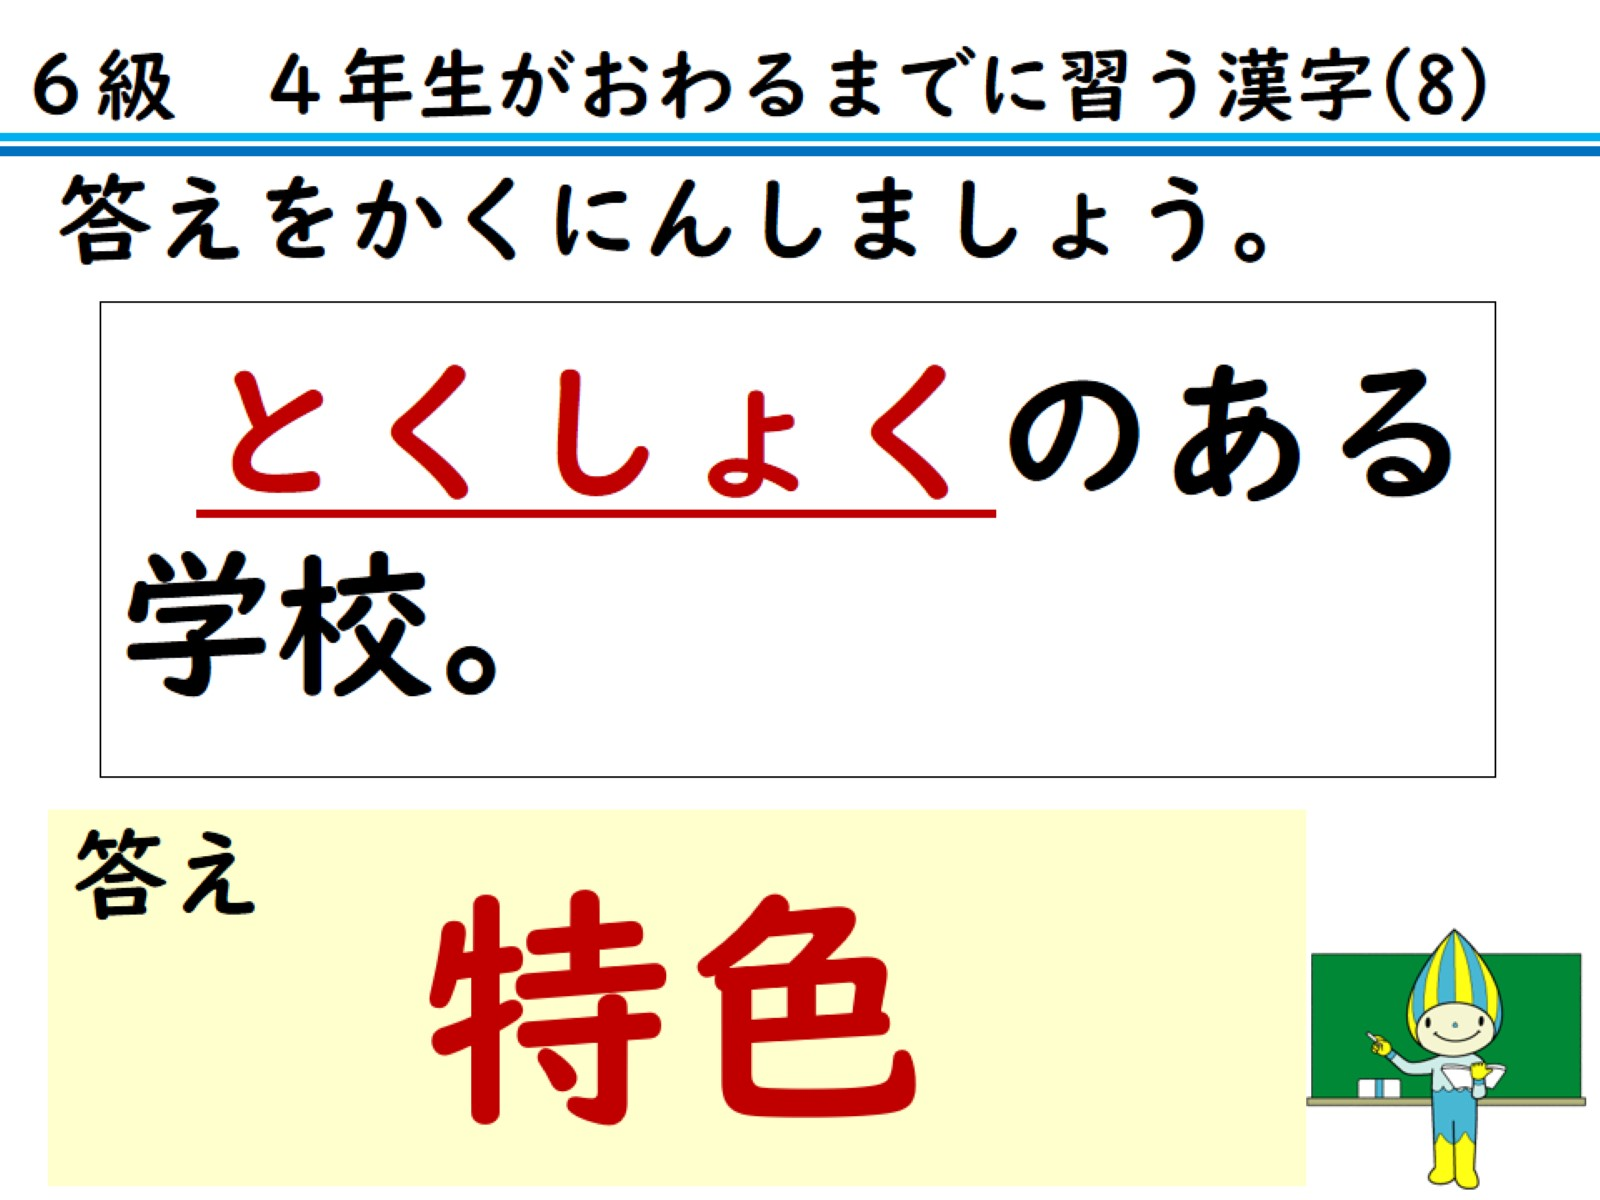 ６級　４年生がおわるまでに習う漢字(8)
答えをかくにんしましょう。
とくしょくのある
学校。
答え
特色